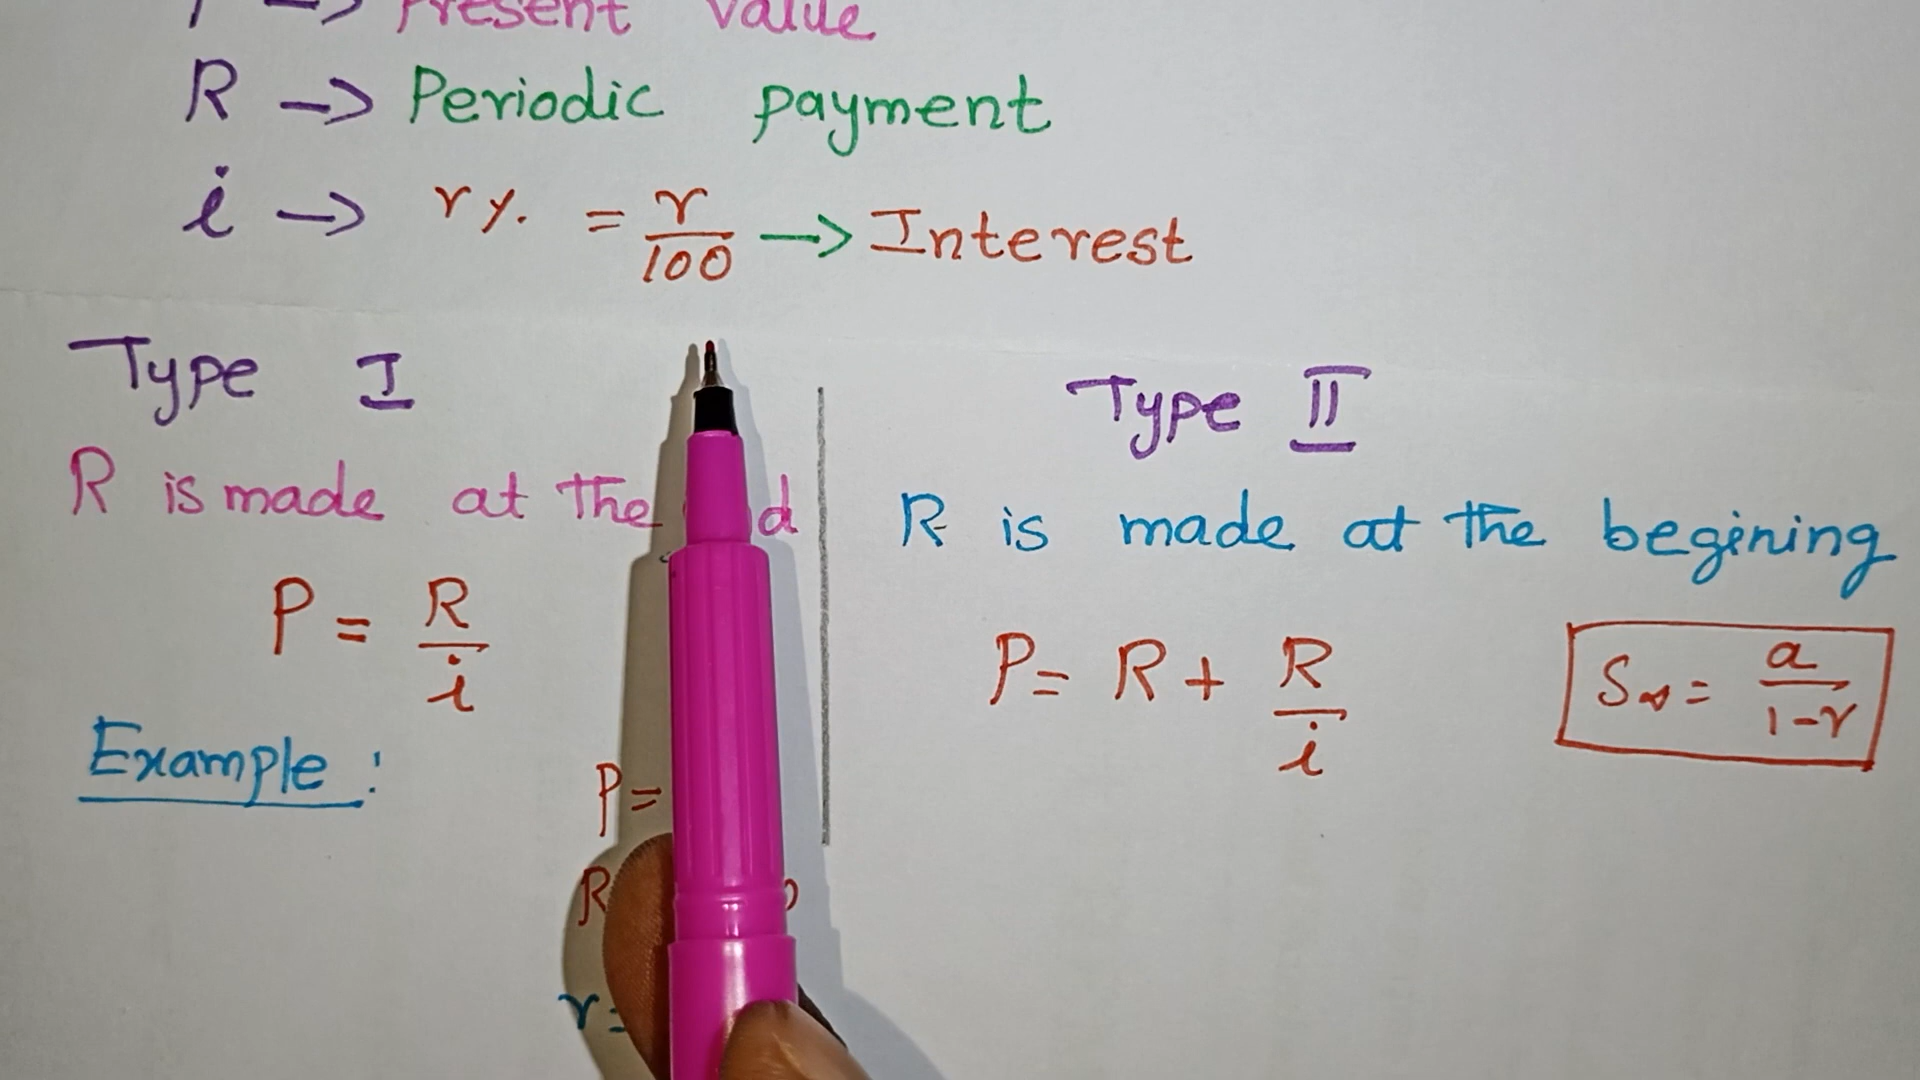 Present value
R -> Periodic payment
i -> r %. = r/100 -> Interest
Type I
R is made at the d
P = R/i
Example :
P=
R
r=
Type II
R is made at the begining
P= R + R/i
S∞ = a/1-r